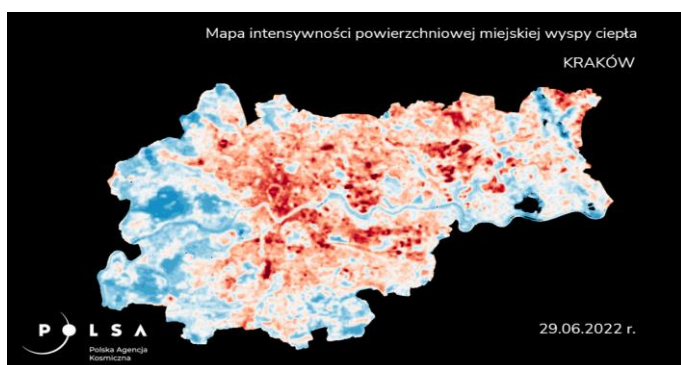 Mapa intensywności powierzchniowej miejskiej wyspy ciepła
KRAKÓW
29.06.2022 r.
POLSA
Polska Agencja
Kosmiczna